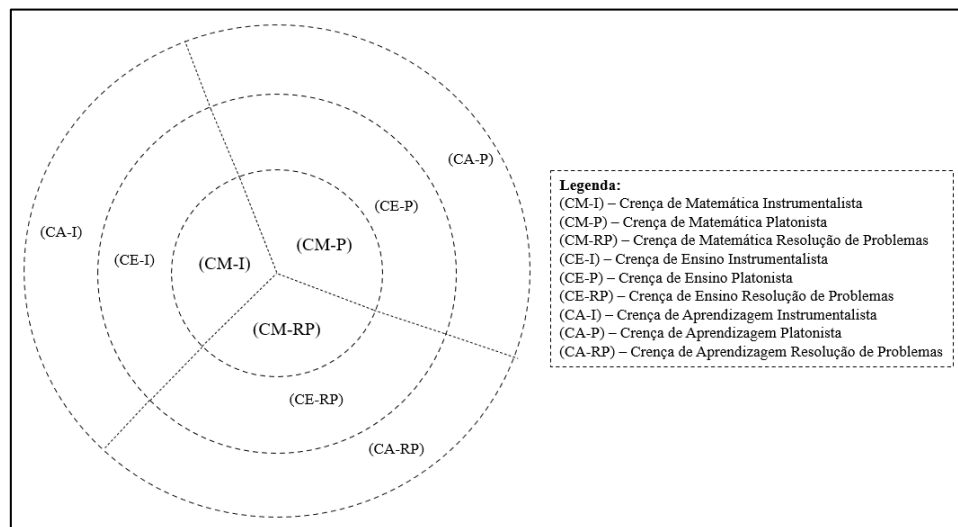 (CA-P)
(CE-P)
(CA-I)
(CE-I)
(CM-I)
(CM-P)
(CM-RP)
(CE-RP)
(CA-RP)
Legenda:
(CM-I) – Crença de Matemática Instrumentalista
(CM-P) – Crença de Matemática Platonista
(CM-RP) – Crença de Matemática Resolução de Problemas
(CE-I) – Crença de Ensino Instrumentalista
(CE-P) – Crença de Ensino Platonista
(CE-RP) – Crença de Ensino Resolução de Problemas
(CA-I) – Crença de Aprendizagem Instrumentalista
(CA-P) – Crença de Aprendizagem Platonista
(CA-RP) – Crença de Aprendizagem Resolução de Problemas